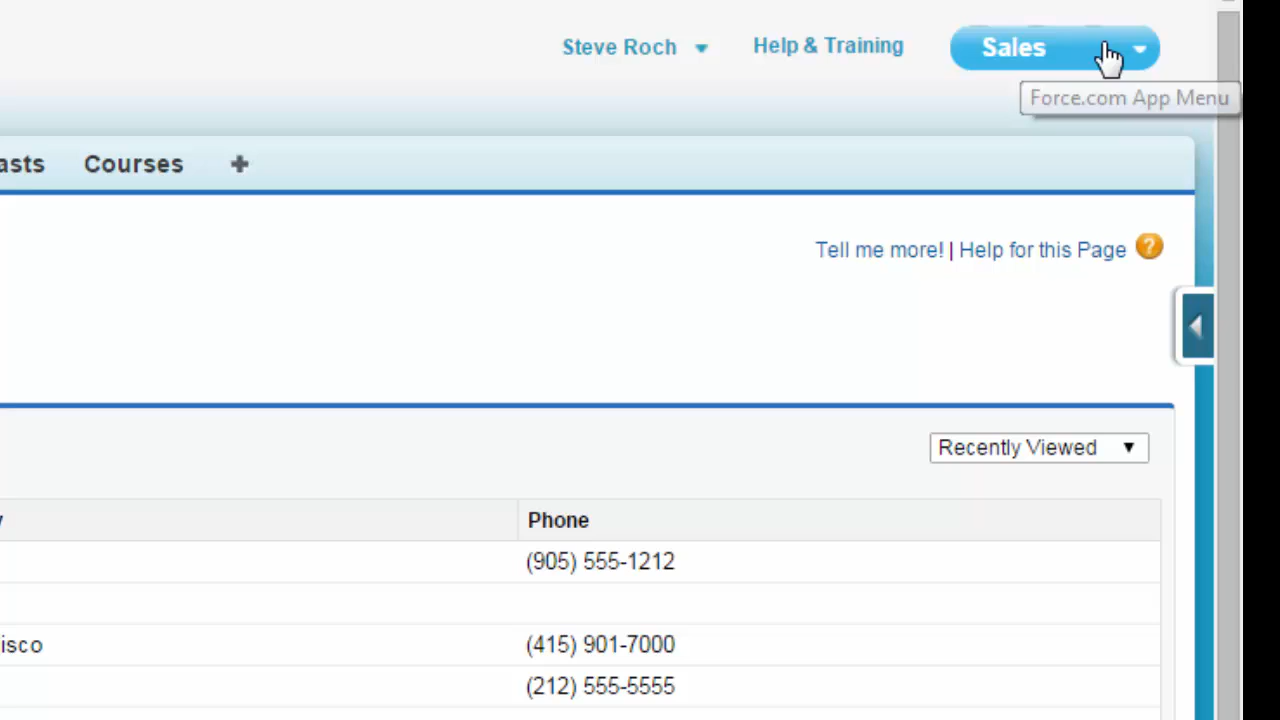 Steve Roch Help & Training Sales
Force.com App Menu
asts Courses +
Tell me more! | Help for this Page ?
Recently Viewed
y Phone
(905) 555-1212
isco (415) 901-7000
(212) 555-5555